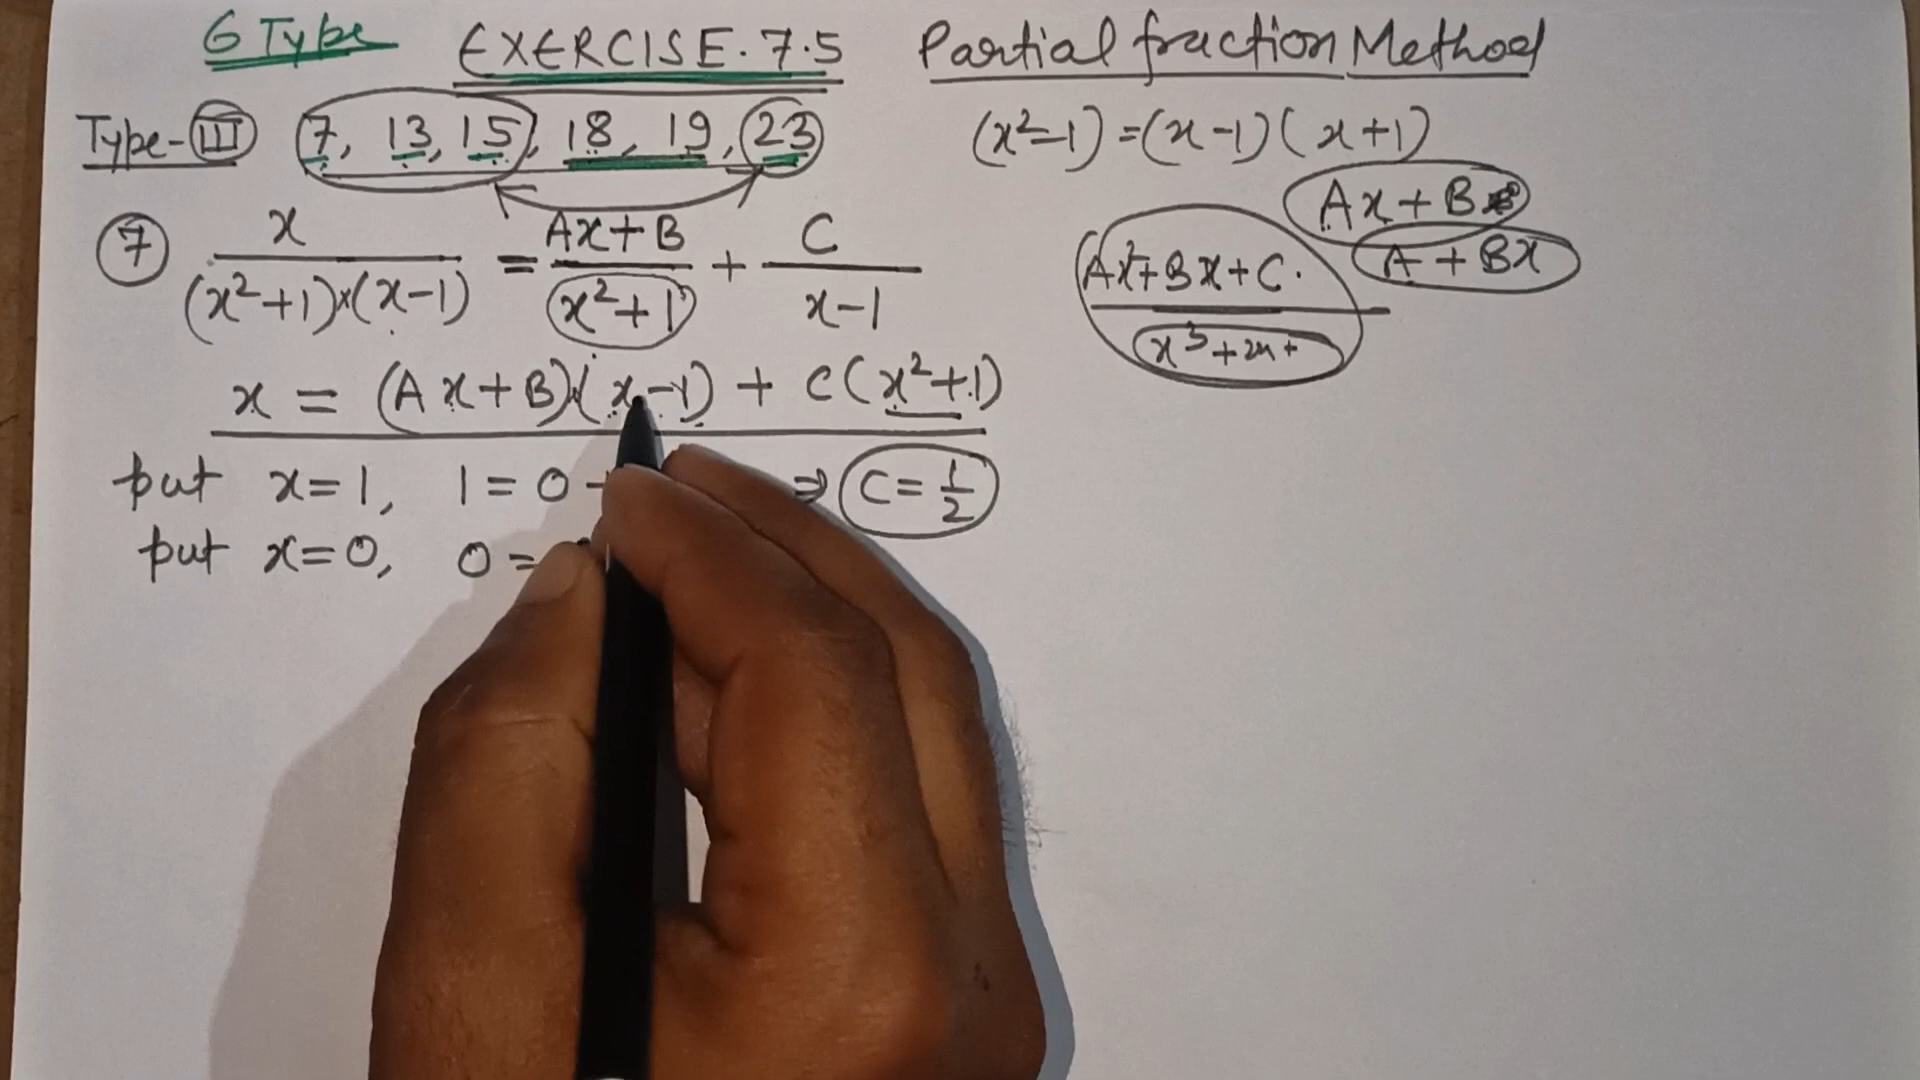 6 Type EXERCISE.7.5 Partial fraction Method
Type-III 7, 13, 15, 18, 19, 23 (x²-1)=(x-1)(x+1)
Ax+B
A+Bx
⑦ x/((x²+1)×(x-1)) = (Ax+B)/(x²+1) + C/(x-1)
Ax²+Bx+C.
x³+2x+
x = (Ax+B)·(x-1) + C(x²+1)
put x=1, 1=0 ⇒ C=1/2
put x=0, 0=